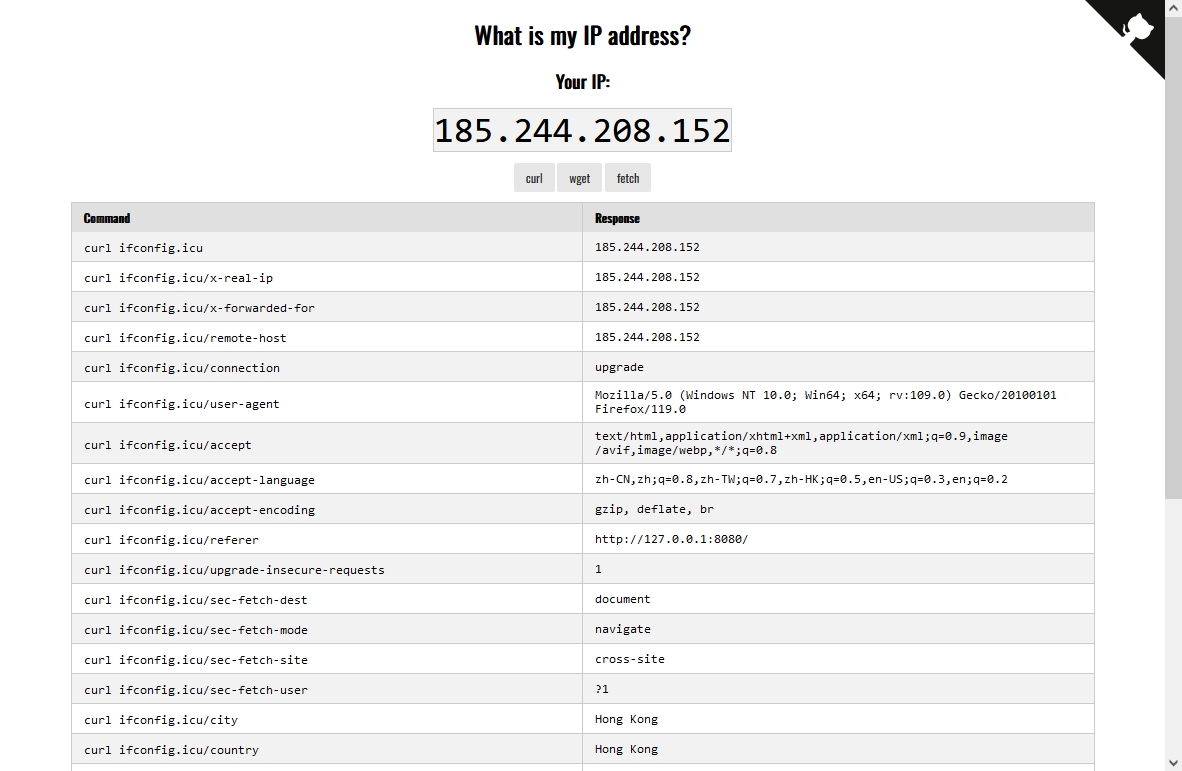 What is my IP address?
Your IP:
185.244.208.152
curl wget fetch
Command Response
curl ifconfig.icu 185.244.208.152
curl ifconfig.icu/x-real-ip 185.244.208.152
curl ifconfig.icu/x-forwarded-for 185.244.208.152
curl ifconfig.icu/remote-host 185.244.208.152
curl ifconfig.icu/connection upgrade
curl ifconfig.icu/user-agent Mozilla/5.0 (Windows NT 10.0; Win64; x64; rv:109.0) Gecko/20100101
Firefox/119.0
curl ifconfig.icu/accept text/html,application/xhtml+xml,application/xml;q=0.9,image
/avif,image/webp,*/*;q=0.8
curl ifconfig.icu/accept-language zh-CN,zh;q=0.8,zh-TW;q=0.7,zh-HK;q=0.5,en-US;q=0.3,en;q=0.2
curl ifconfig.icu/accept-encoding gzip, deflate, br
curl ifconfig.icu/referer http://127.0.0.1:8080/
curl ifconfig.icu/upgrade-insecure-requests 1
curl ifconfig.icu/sec-fetch-dest document
curl ifconfig.icu/sec-fetch-mode navigate
curl ifconfig.icu/sec-fetch-site cross-site
curl ifconfig.icu/sec-fetch-user ?1
curl ifconfig.icu/city Hong Kong
curl ifconfig.icu/country Hong Kong